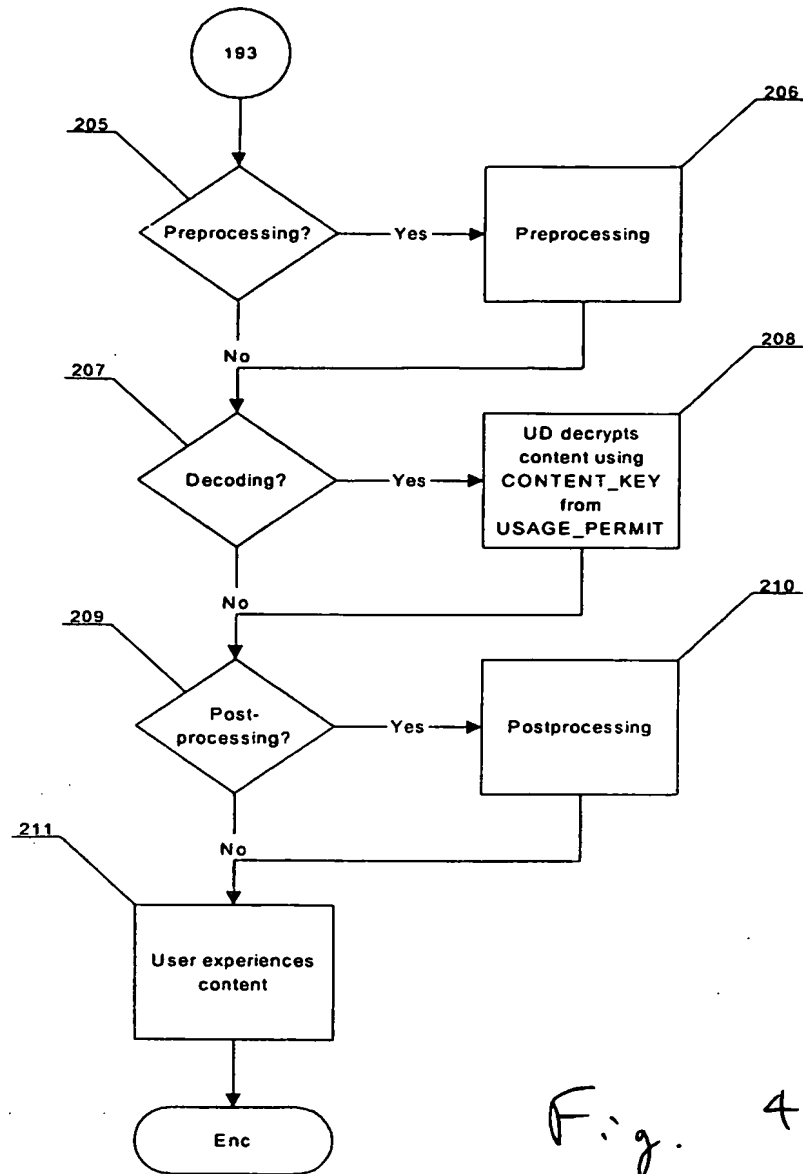 193
205
206
Preprocessing?
Yes
Preprocessing
No
207
208
Decoding?
Yes
UD decrypts
content using
CONTENT_KEY
from
USAGE_PERMIT
No
209
210
Post-
processing?
Yes
Postprocessing
No
211
User experiences
content
Enc
Fig. 4